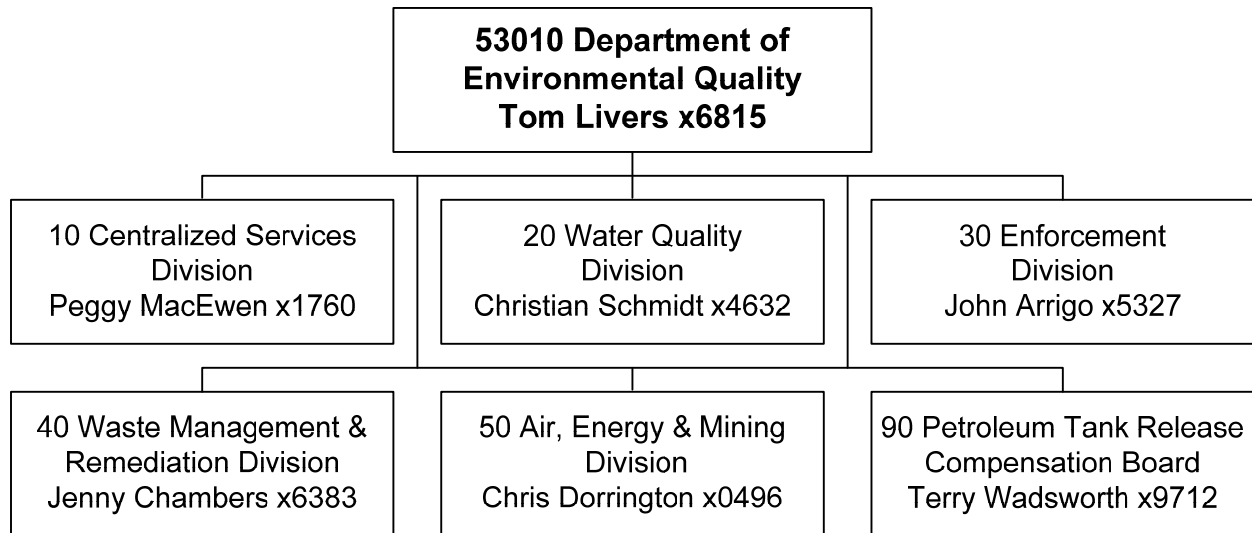 53010 Department of
Environmental Quality
Tom Livers x6815
10 Centralized Services
Division
Peggy MacEwen x1760
20 Water Quality
Division
Christian Schmidt x4632
30 Enforcement
Division
John Arrigo x5327
40 Waste Management &
Remediation Division
Jenny Chambers x6383
50 Air, Energy & Mining
Division
Chris Dorrington x0496
90 Petroleum Tank Release
Compensation Board
Terry Wadsworth x9712